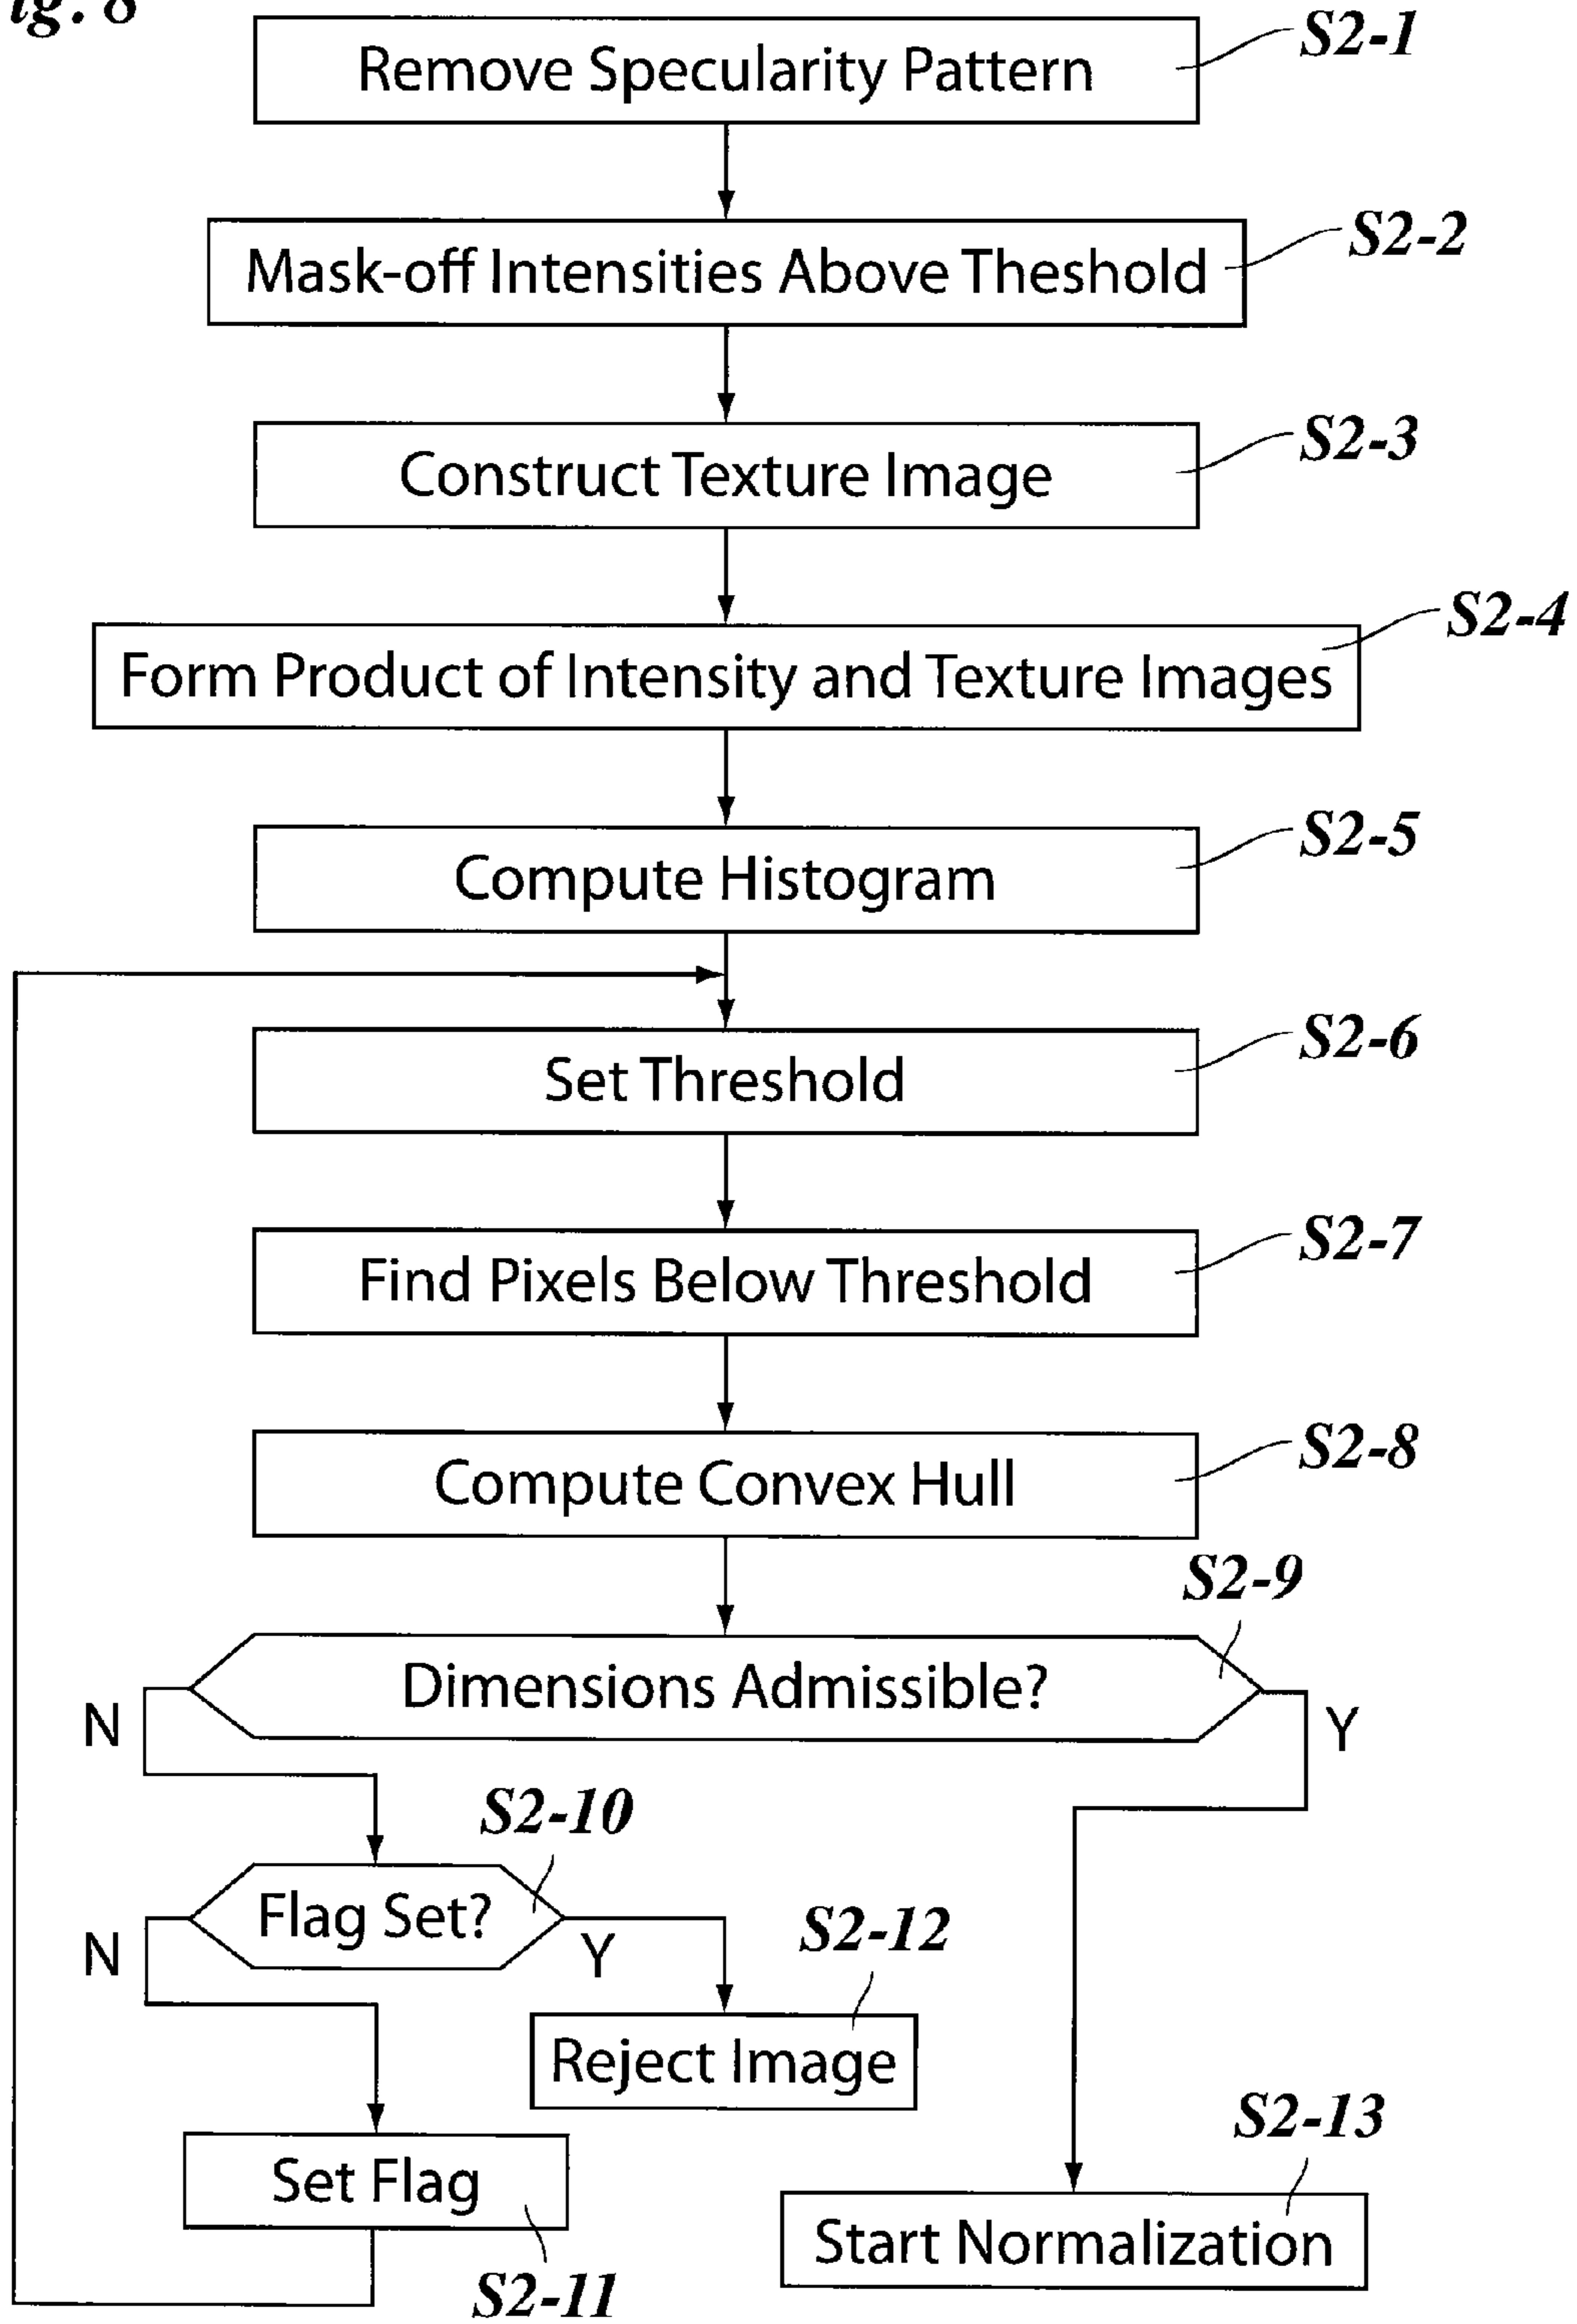 ig. 8
S2-1
Remove Specularity Pattern
S2-2
Mask-off Intensities Above Theshold
S2-3
Construct Texture Image
S2-4
Form Product of Intensity and Texture Images
S2-5
Compute Histogram
S2-6
Set Threshold
S2-7
Find Pixels Below Threshold
S2-8
Compute Convex Hull
S2-9
Dimensions Admissible?
N
Y
S2-10
Flag Set?
N
Y
S2-12
Reject Image
S2-13
Set Flag
Start Normalization
S2-11